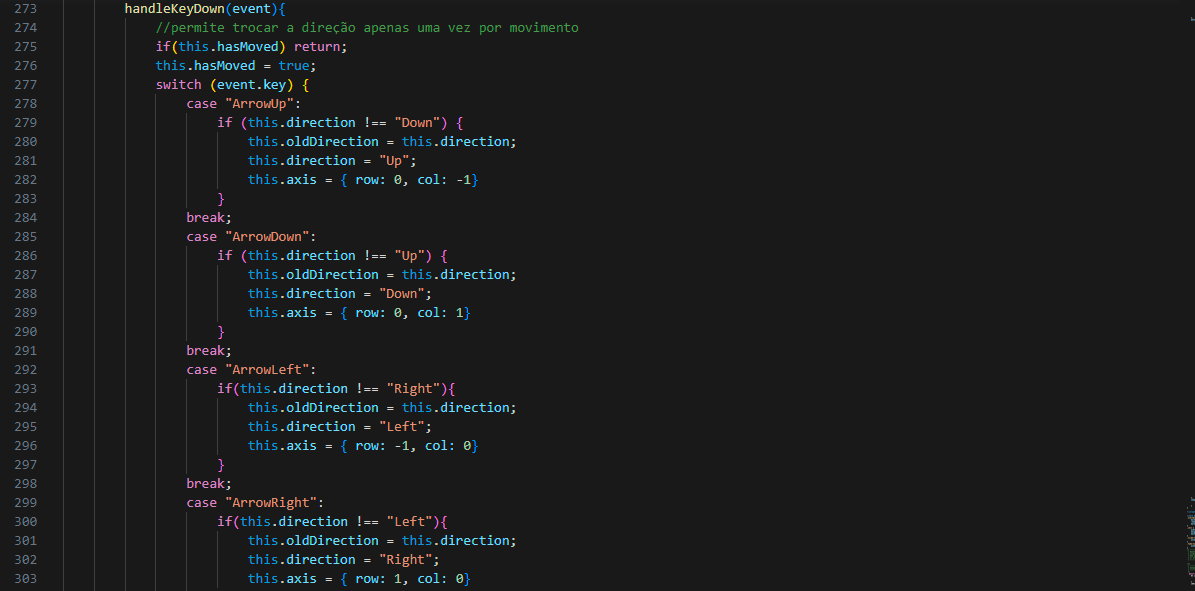 273 handleKeyDown(event){
274 //permite trocar a direção apenas uma vez por movimento
275 if(this.hasMoved) return;
276 this.hasMoved = true;
277 switch (event.key) {
278 case "ArrowUp":
279 if (this.direction !== "Down") {
280 this.oldDirection = this.direction;
281 this.direction = "Up";
282 this.axis = { row: 0, col: -1}
283 }
284 break;
285 case "ArrowDown":
286 if (this.direction !== "Up") {
287 this.oldDirection = this.direction;
288 this.direction = "Down";
289 this.axis = { row: 0, col: 1}
290 }
291 break;
292 case "ArrowLeft":
293 if(this.direction !== "Right"){
294 this.oldDirection = this.direction;
295 this.direction = "Left";
296 this.axis = { row: -1, col: 0}
297 }
298 break;
299 case "ArrowRight":
300 if(this.direction !== "Left"){
301 this.oldDirection = this.direction;
302 this.direction = "Right";
303 this.axis = { row: 1, col: 0}